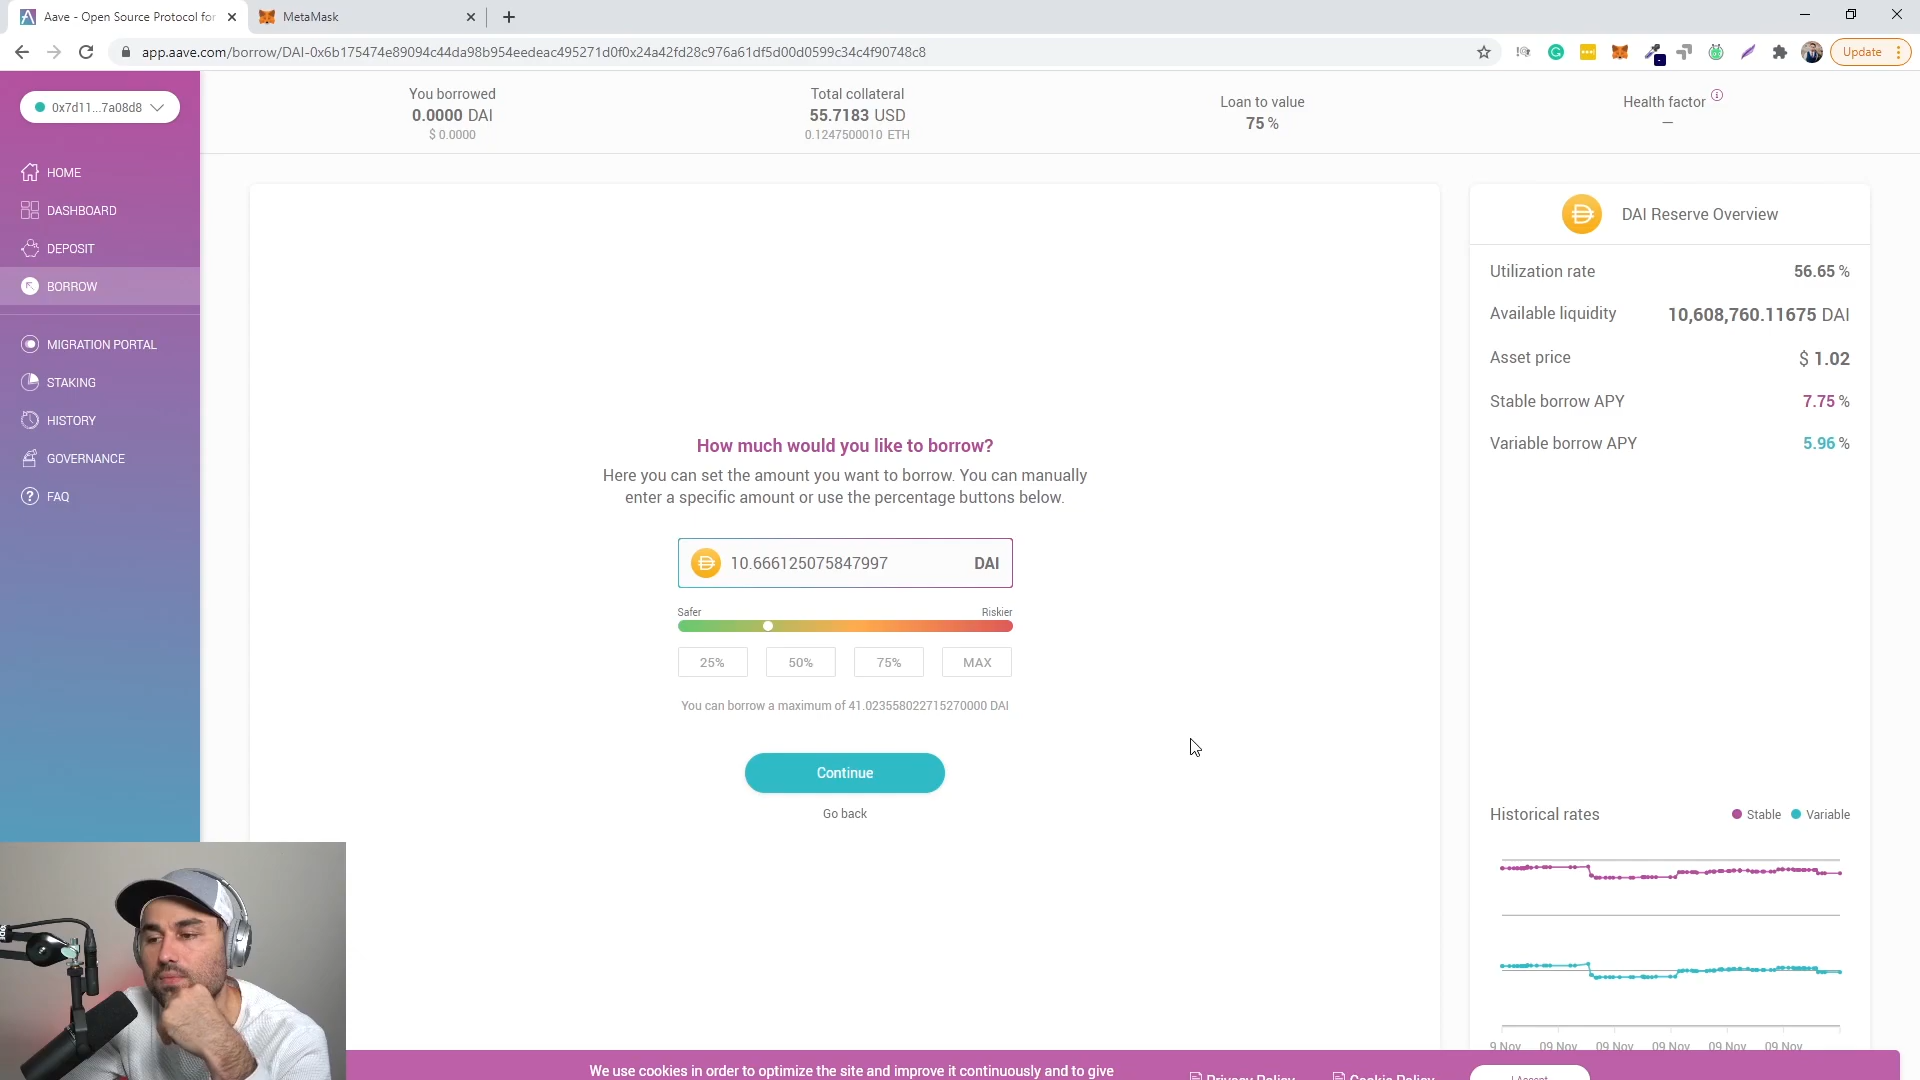 Aave - Open Source Protocol for
MetaMask
app.aave.com/borrow/DAI-0x6b175474e89094c44da98b954eedeac495271d0f0x24a42fd28c976a61df5d00d0599c34c4f90748c8
Update
0x7d11...7a08d8
HOME
DASHBOARD
DEPOSIT
BORROW
MIGRATION PORTAL
STAKING
HISTORY
GOVERNANCE
FAQ
You borrowed
0.0000 DAI
$ 0.0000
Total collateral
55.7183 USD
0.1247500010 ETH
Loan to value
75 %
Health factor
—
How much would you like to borrow?
Here you can set the amount you want to borrow. You can manually
enter a specific amount or use the percentage buttons below.
10.666125075847997 DAI
Safer Riskier
25% 50% 75% MAX
You can borrow a maximum of 41.023558022715270000 DAI
Continue
Go back
DAI Reserve Overview
Utilization rate 56.65 %
Available liquidity 10,608,760.11675 DAI
Asset price $ 1.02
Stable borrow APY 7.75 %
Variable borrow APY 5.96 %
Historical rates Stable Variable
9 Nov 09 Nov 09 Nov 09 Nov 09 Nov 09 Nov
We use cookies in order to optimize the site and improve it continuously and to give
Privacy Policy Cookie Policy I Accept